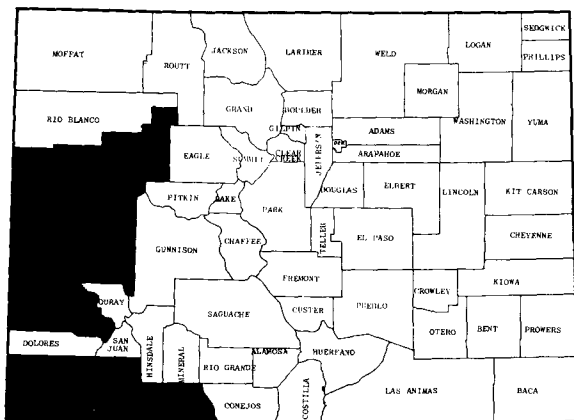 SEDGWICK
MOFFAT
ROUTT
JACKSON
LARIMER
WELD
LOGAN
PHILLIPS
MORGAN
RIO BLANCO
GRAND
BOULDER
WASHINGTON
YUMA
GILPIN
ADAMS
EAGLE
SUMMIT
CLEAR
CREEK
JEFFERSON
DEN
ARAPAHOE
DOUGLAS
ELBERT
LINCOLN
KIT CARSON
PITKIN
LAKE
PARK
TELLER
EL PASO
CHEYENNE
GUNNISON
CHAFFEE
FREMONT
CROWLEY
KIOWA
OURAY
SAGUACHE
CUSTER
PUEBLO
OTERO
BENT
PROWERS
DOLORES
SAN
JUAN
HINSDALE
MINERAL
RIO GRANDE
ALAMOSA
HUERFANO
CONEJOS
COSTILLA
LAS ANIMAS
BACA